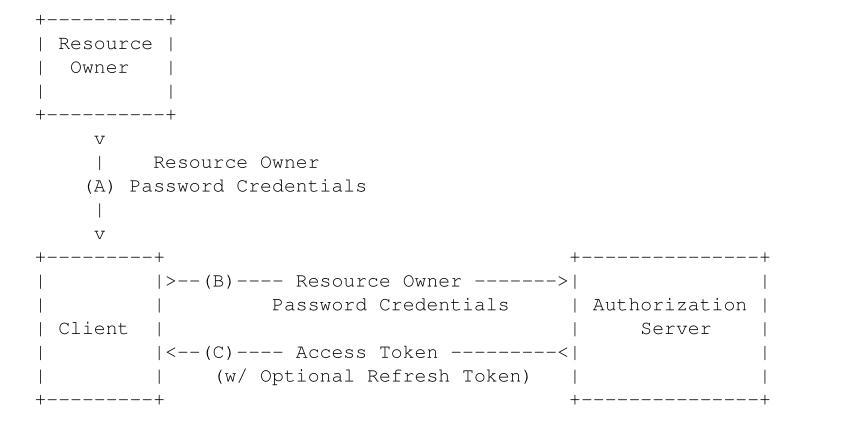 +----------+
| Resource |
|  Owner   |
|          |
+----------+
     v
     |    Resource Owner
    (A) Password Credentials
     |
     v
+---------+                                  +---------------+
|         |>--(B)---- Resource Owner ------->|               |
|         |         Password Credentials     | Authorization |
| Client  |                                  |     Server    |
|         |<--(C)---- Access Token ---------<|               |
|         |    (w/ Optional Refresh Token)   |               |
+---------+                                  +---------------+